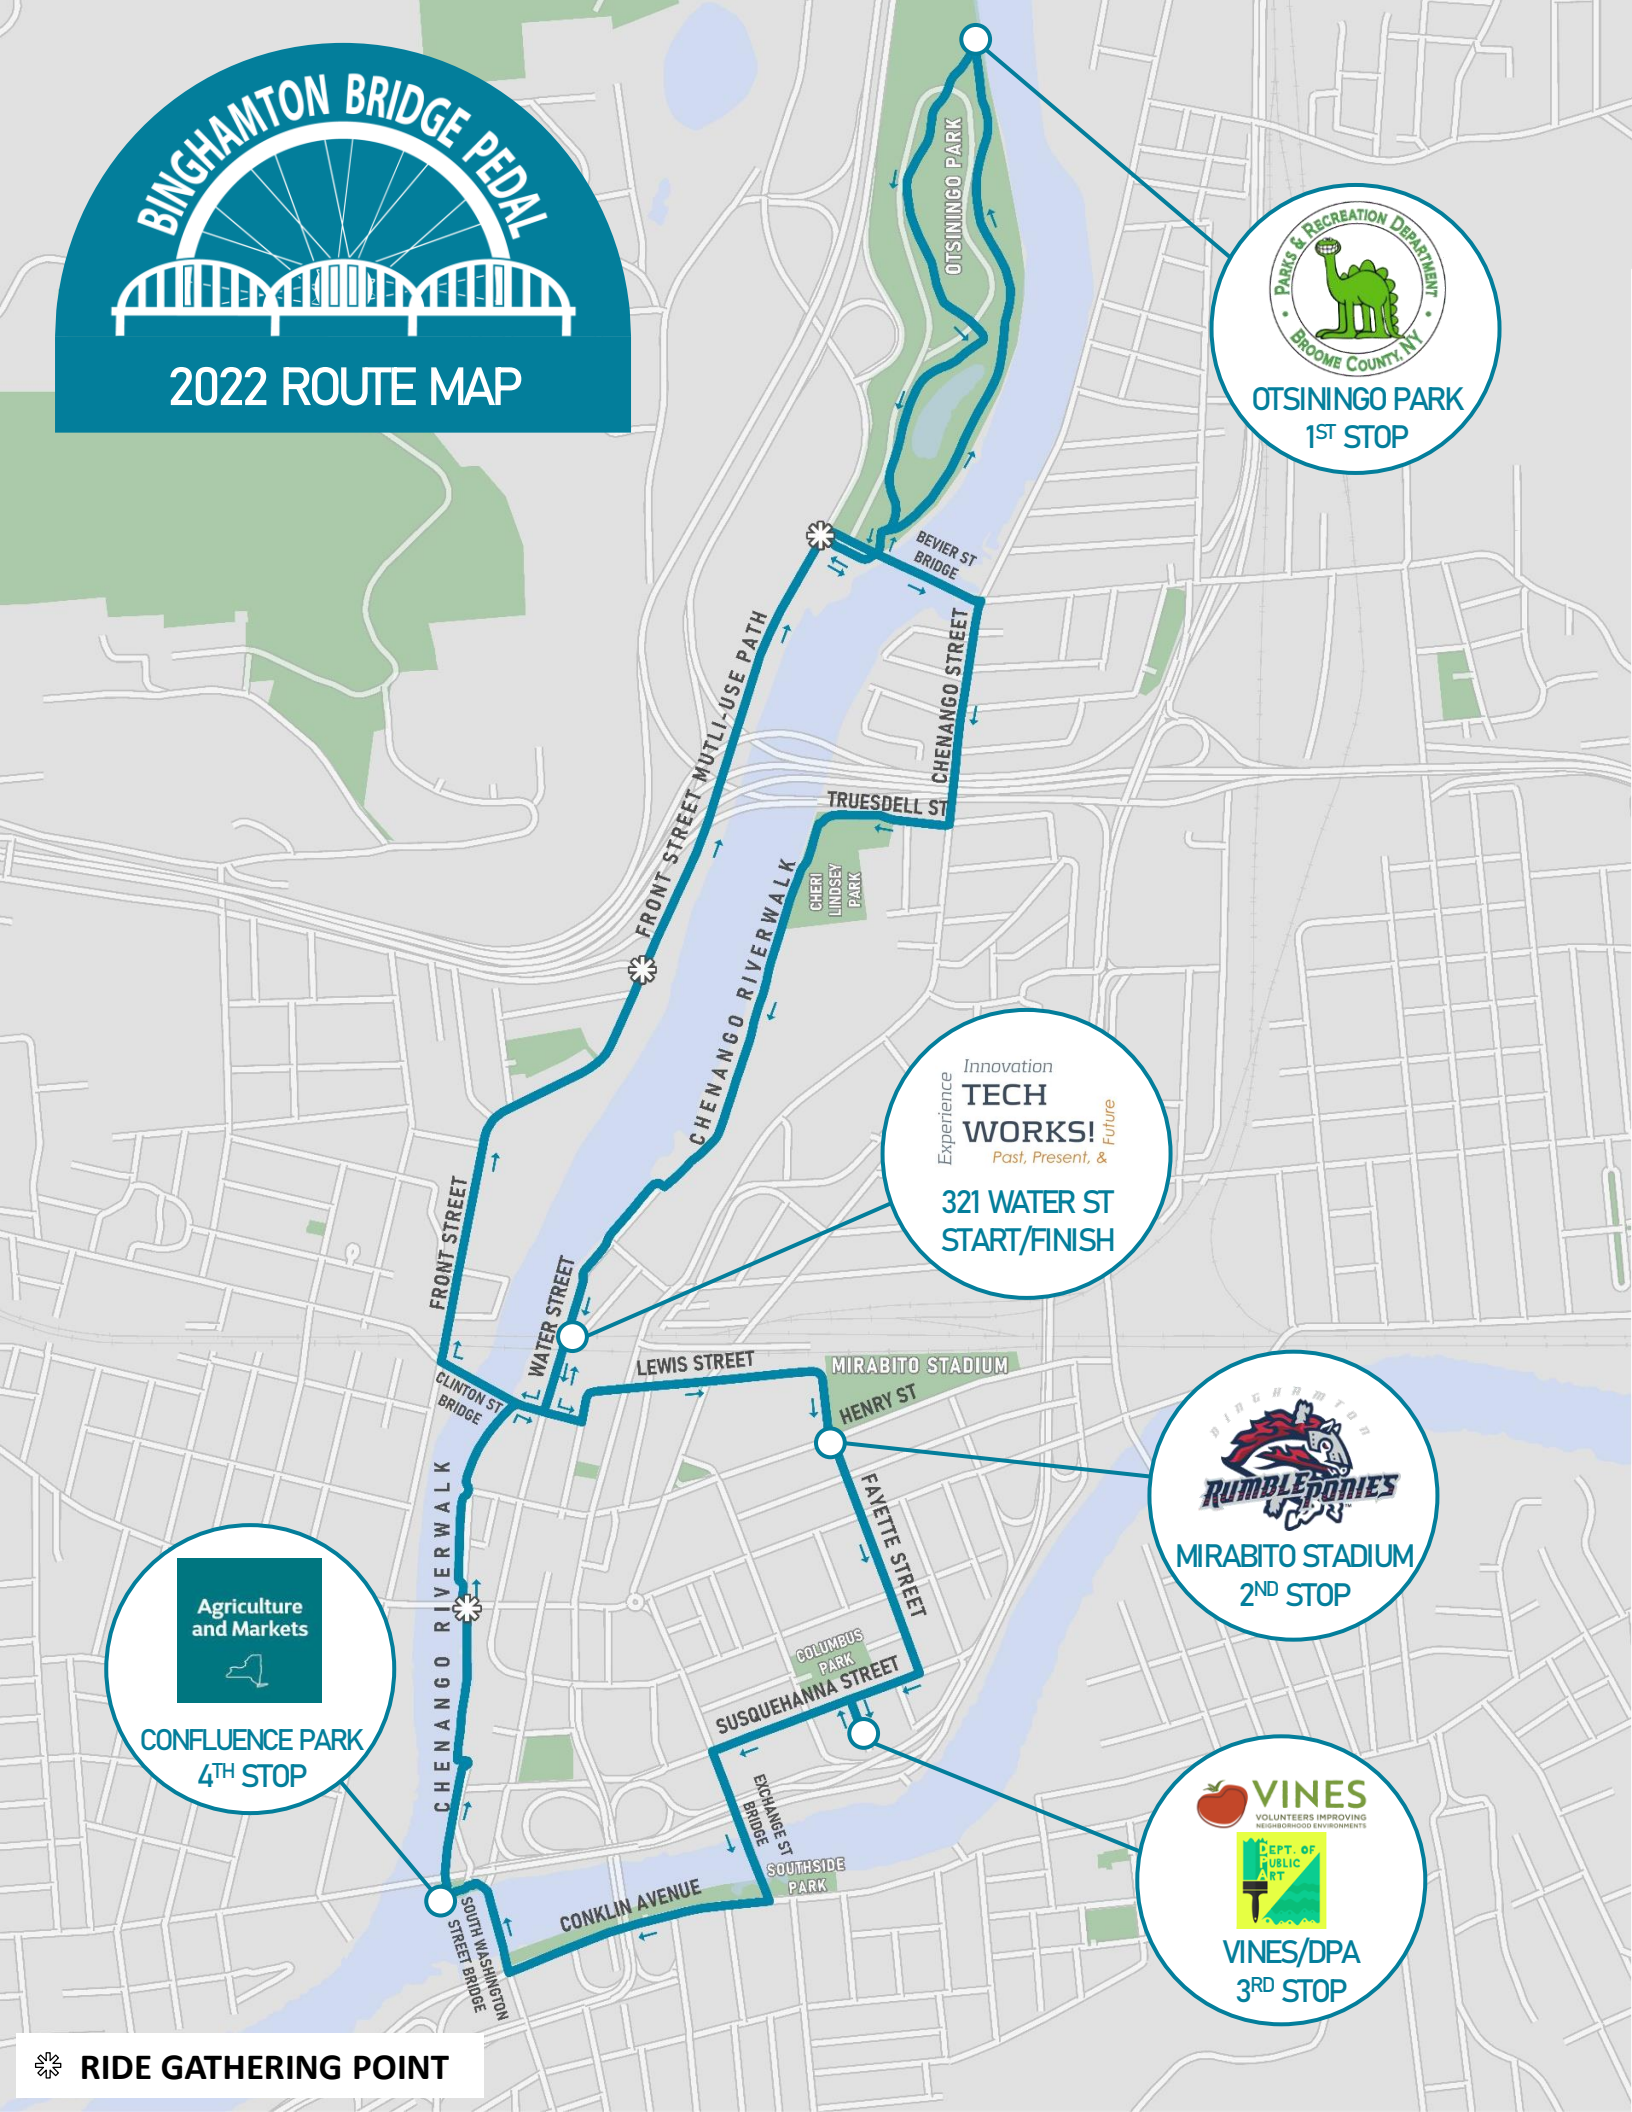 BINGHAMTON BRIDGE PEDAL
2022 ROUTE MAP
OTSININGO PARK
PARKS & RECREATION DEPARTMENT
• BROOME COUNTY, NY •
OTSININGO PARK
1ST STOP
BEVIER ST
BRIDGE
FRONT STREET MUTLI-USE PATH
CHENANGO STREET
TRUESDELL ST
CHERI
LINDSEY
PARK
CHENANGO RIVERWALK
Experience
Innovation
TECH
WORKS!
Future
Past, Present, &
321 WATER ST
START/FINISH
FRONT STREET
WATER STREET
CLINTON ST
BRIDGE
LEWIS STREET
MIRABITO STADIUM
HENRY ST
BINGHAMTON
RUMBLE PONIES
TM
MIRABITO STADIUM
2ND STOP
CHENANGO RIVERWALK
FAYETTE STREET
Agriculture
and Markets
CONFLUENCE PARK
4TH STOP
COLUMBUS
PARK
SUSQUEHANNA STREET
EXCHANGE ST
BRIDGE
SOUTHSIDE
PARK
CONKLIN AVENUE
SOUTH WASHINGTON
STREET BRIDGE
VINES
VOLUNTEERS IMPROVING
NEIGHBORHOOD ENVIRONMENTS
DEPT. OF
PUBLIC
ART
VINES/DPA
3RD STOP
RIDE GATHERING POINT